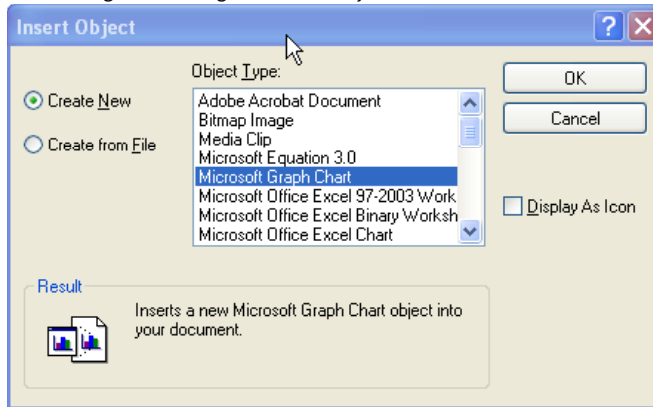 Insert Object
Object Type:
Create New
Create from File
Adobe Acrobat Document
Bitmap Image
Media Clip
Microsoft Equation 3.0
Microsoft Graph Chart
Microsoft Office Excel 97-2003 Work
Microsoft Office Excel Binary Worksh
Microsoft Office Excel Chart
OK
Cancel
Display As Icon
Result
Inserts a new Microsoft Graph Chart object into
your document.